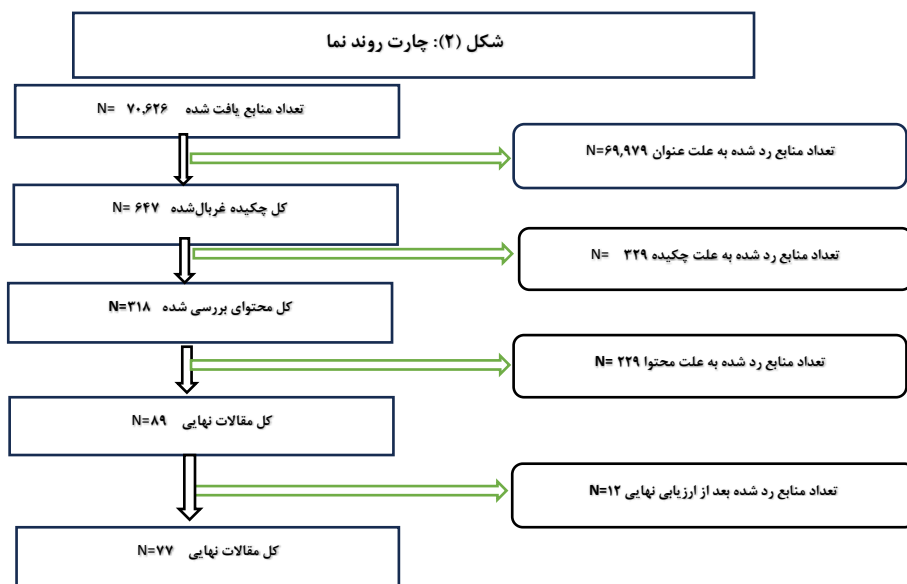 شکل (۲): چارت روند نما
تعداد منابع یافت شده N= ۷۰,۶۲۶
تعداد منابع رد شده به علت عنوان N=۶۹,۹۷۹
کل چکیده غربال‌شده N= ۶۴۷
تعداد منابع رد شده به علت چکیده N= ۳۲۹
کل محتوای بررسی شده N=۳۱۸
تعداد منابع رد شده به علت محتوا N= ۲۲۹
کل مقالات نهایی N=۸۹
تعداد منابع رد شده بعد از ارزیابی نهایی N=۱۲
کل مقالات نهایی N=۷۷